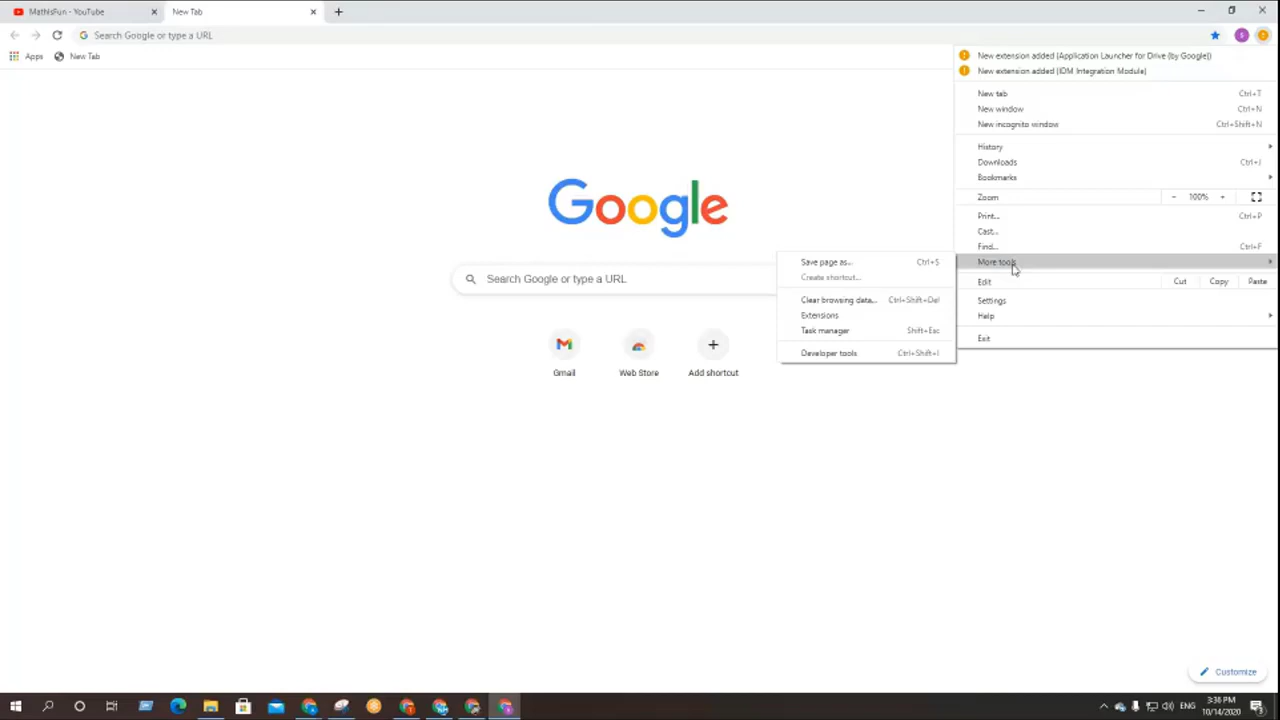 MathIsFun - YouTube
New Tab
Search Google or type a URL
Apps
New Tab
New extension added (Application Launcher for Drive (by Google))
New extension added (IDM Integration Module)
New tab Ctrl+T
New window Ctrl+N
New incognito window Ctrl+Shift+N
History
Downloads Ctrl+J
Bookmarks
Zoom - 100% +
Print... Ctrl+P
Cast...
Find... Ctrl+F
More tools
Edit Cut Copy Paste
Settings
Help
Exit
Save page as... Ctrl+S
Create shortcut...
Clear browsing data... Ctrl+Shift+Del
Extensions
Task manager Shift+Esc
Developer tools Ctrl+Shift+I
Google
Search Google or type a URL
Gmail
Web Store
Add shortcut
Customize
ENG
3:36 PM
10/14/2020